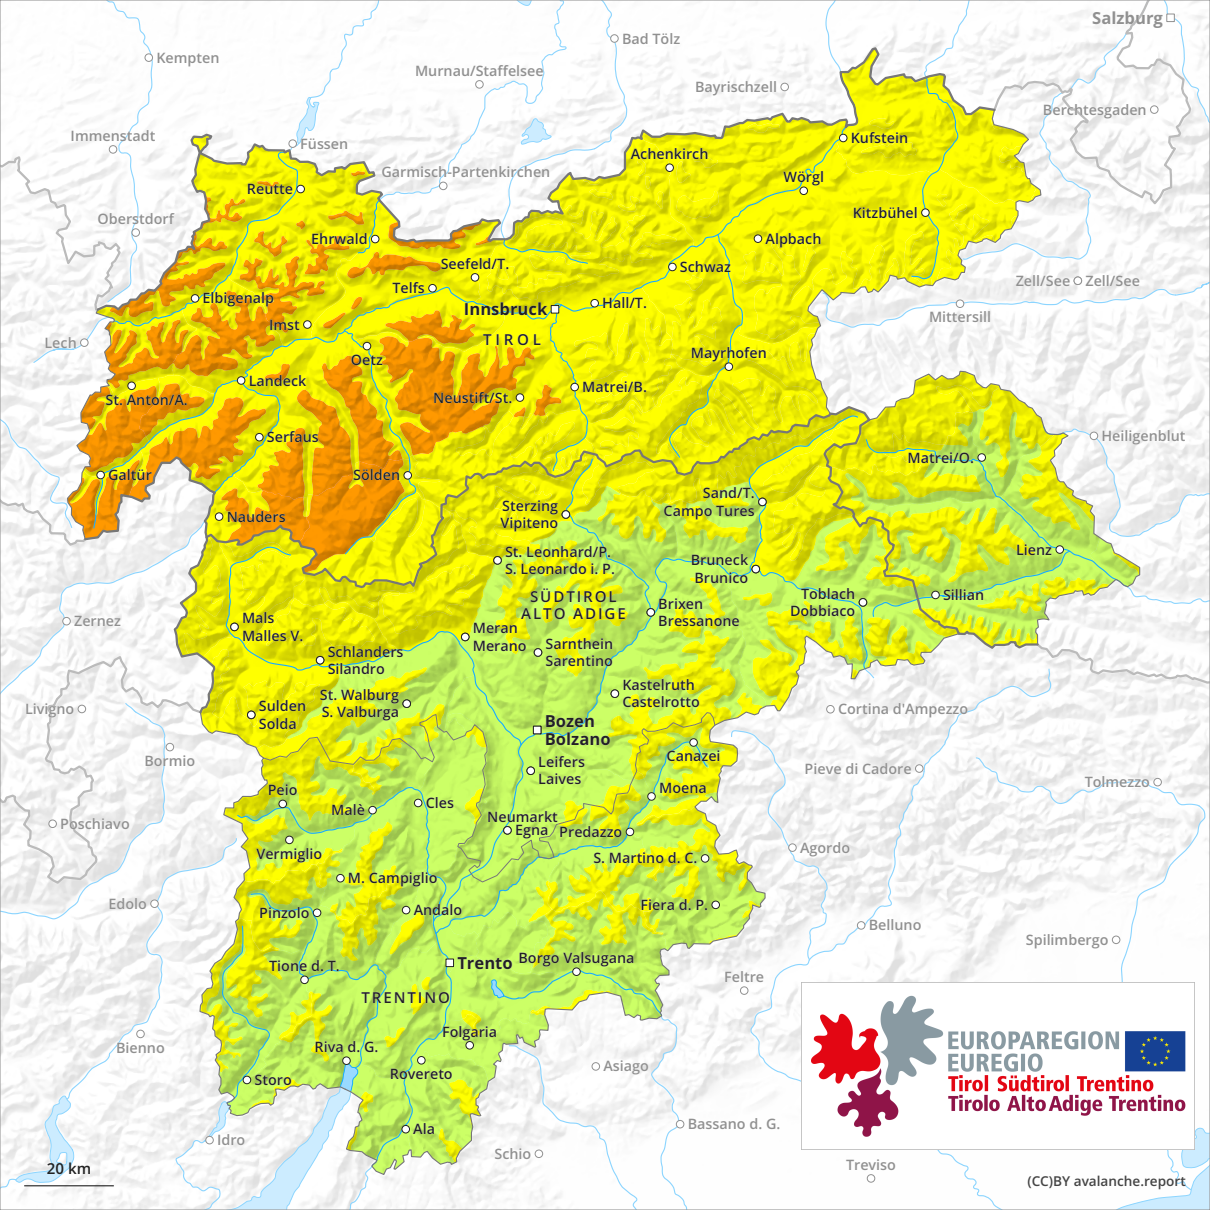 Salzburg
Bad Tölz
Kempten
Murnau/Staffelsee
Bayrischzell
Berchtesgaden
Immenstadt
Füssen
Kufstein
Achenkirch
Garmisch-Partenkirchen
Wörgl
Reutte
Oberstdorf
Kitzbühel
Ehrwald
Alpbach
Seefeld/T.
Schwaz
Zell/See
Zell/See
Telfs
Elbigenalp
Innsbruck
Hall/T.
Mittersill
Imst
TIROL
Lech
Oetz
Mayrhofen
Landeck
Matrei/B.
St. Anton/A.
Neustift/St.
Serfaus
Heiligenblut
Matrei/O.
Galtür
Sölden
Sand/T.
Campo Tures
Sterzing
Vipiteno
Nauders
St. Leonhard/P.
S. Leonardo i. P.
Lienz
Bruneck
Brunico
SÜDTIROL
ALTO ADIGE
Toblach
Dobbiaco
Sillian
Brixen
Bressanone
Zernez
Mals
Malles V.
Meran
Merano
Sarnthein
Sarentino
Schlanders
Silandro
Kastelruth
Castelrotto
St. Walburg
S. Valburga
Livigno
Sulden
Solda
Cortina d'Ampezzo
Bozen
Bolzano
Bormio
Canazei
Leifers
Laives
Pieve di Cadore
Tolmezzo
Peio
Moena
Malè
Cles
Neumarkt
Egna
Predazzo
Poschiavo
Vermiglio
Agordo
S. Martino d. C.
M. Campiglio
Edolo
Pinzolo
Andalo
Fiera d. P.
Belluno
Spilimbergo
Tione d. T.
Trento
Borgo Valsugana
Feltre
TRENTINO
Folgaria
Bienno
Riva d. G.
Rovereto
Asiago
Storo
EUROPAREGION
EUREGIO
Tirol Südtirol Trentino
Tirolo Alto Adige Trentino
Ala
Bassano d. G.
Idro
Schio
Treviso
20 km
(CC)BY avalanche.report